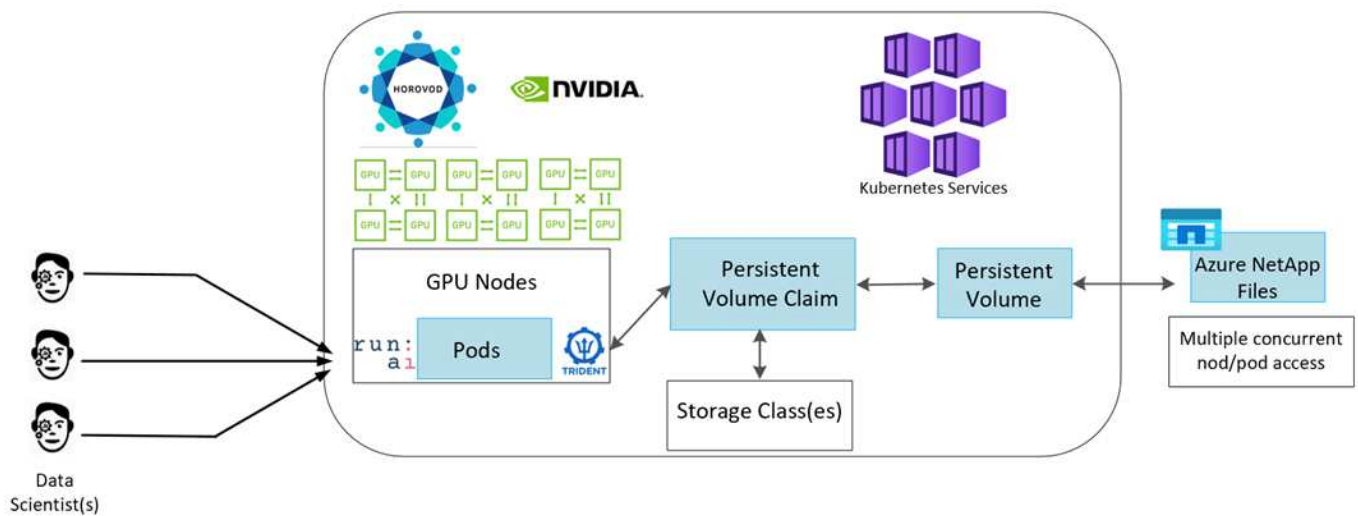 HOROVOD
NVIDIA.
GPU GPU GPU GPU GPU GPU
GPU GPU GPU GPU GPU GPU
Kubernetes Services
GPU Nodes
run:
ai
Pods
TRIDENT
Persistent
Volume Claim
Storage Class(es)
Persistent
Volume
Azure NetApp
Files
Multiple concurrent
nod/pod access
Data
Scientist(s)